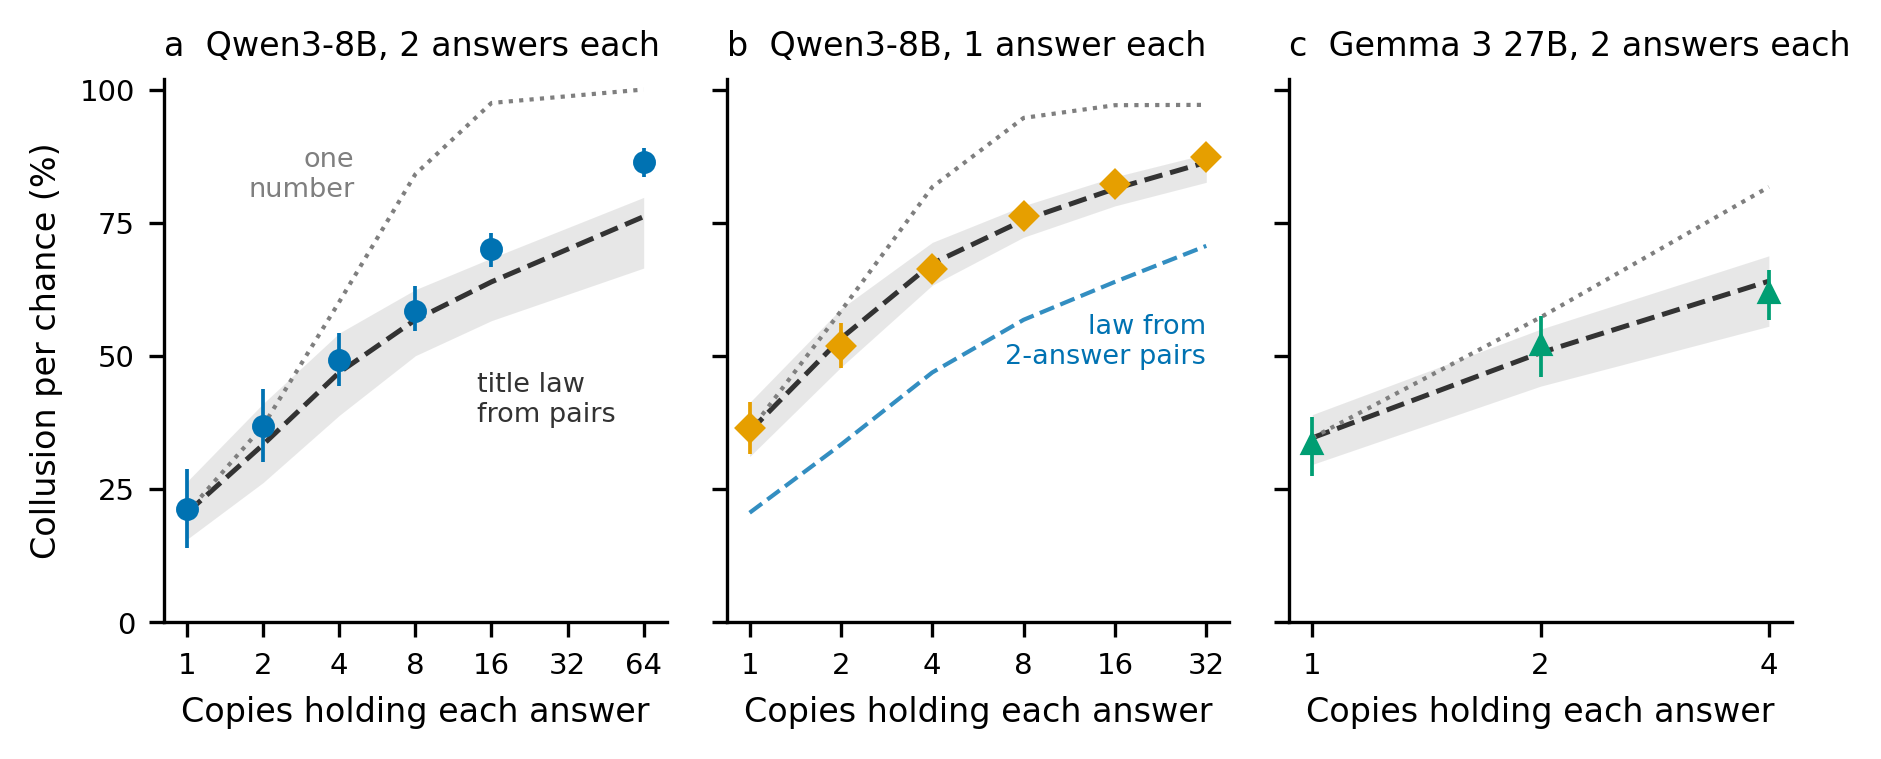 a Qwen3-8B, 2 answers each
b Qwen3-8B, 1 answer each
c Gemma 3 27B, 2 answers each
Collusion per chance (%)
100
75
50
25
0
one
number
title law
from pairs
1 2 4 8 16 32 64
Copies holding each answer
law from
2-answer pairs
1 2 4 8 16 32
Copies holding each answer
1 2 4
Copies holding each answer